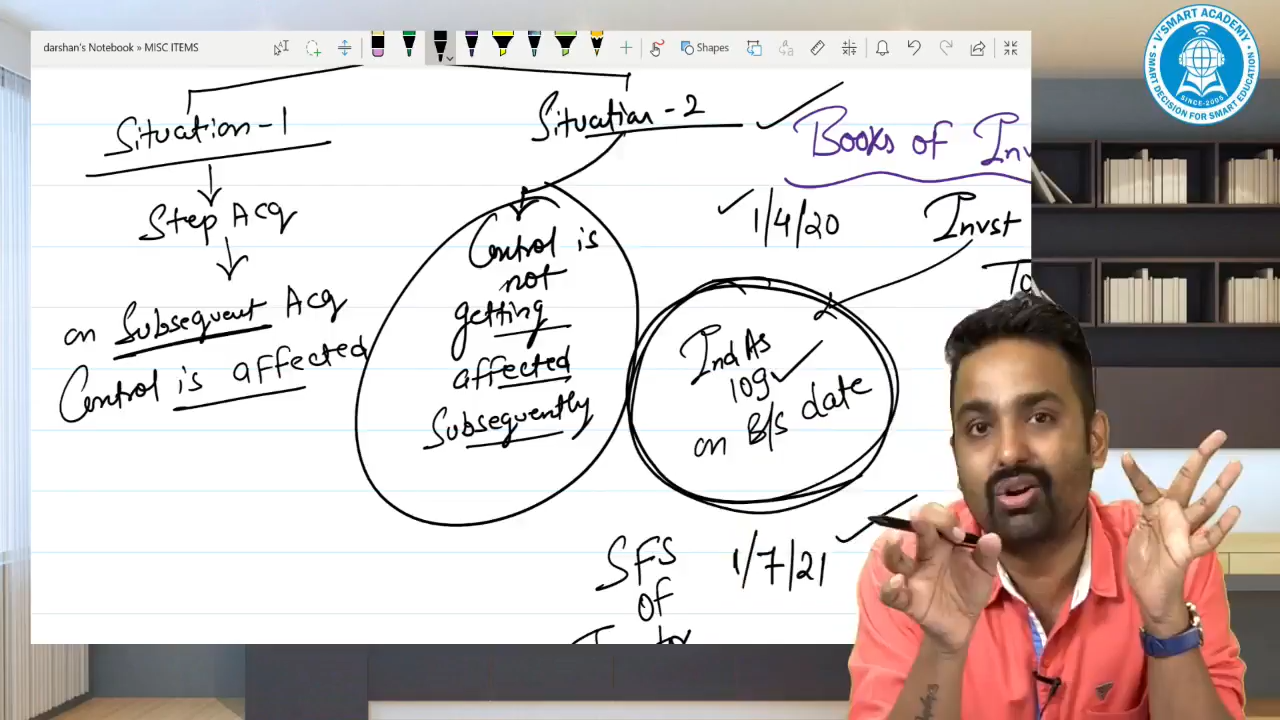 darshan's Notebook » MISC ITEMS
Shapes
V'SMART ACADEMY
SINCE-2005
SMART DECISION FOR SMART EDUCATION
Situation-1
Step Acq
on Subsequent Acq
Control is affected
Situation-2
Control is
not
getting
affected
Subsequently
Books of Inv
1/4/20
Invst
To
Ind As
109
on B/s date
SFS
of
1/7/21